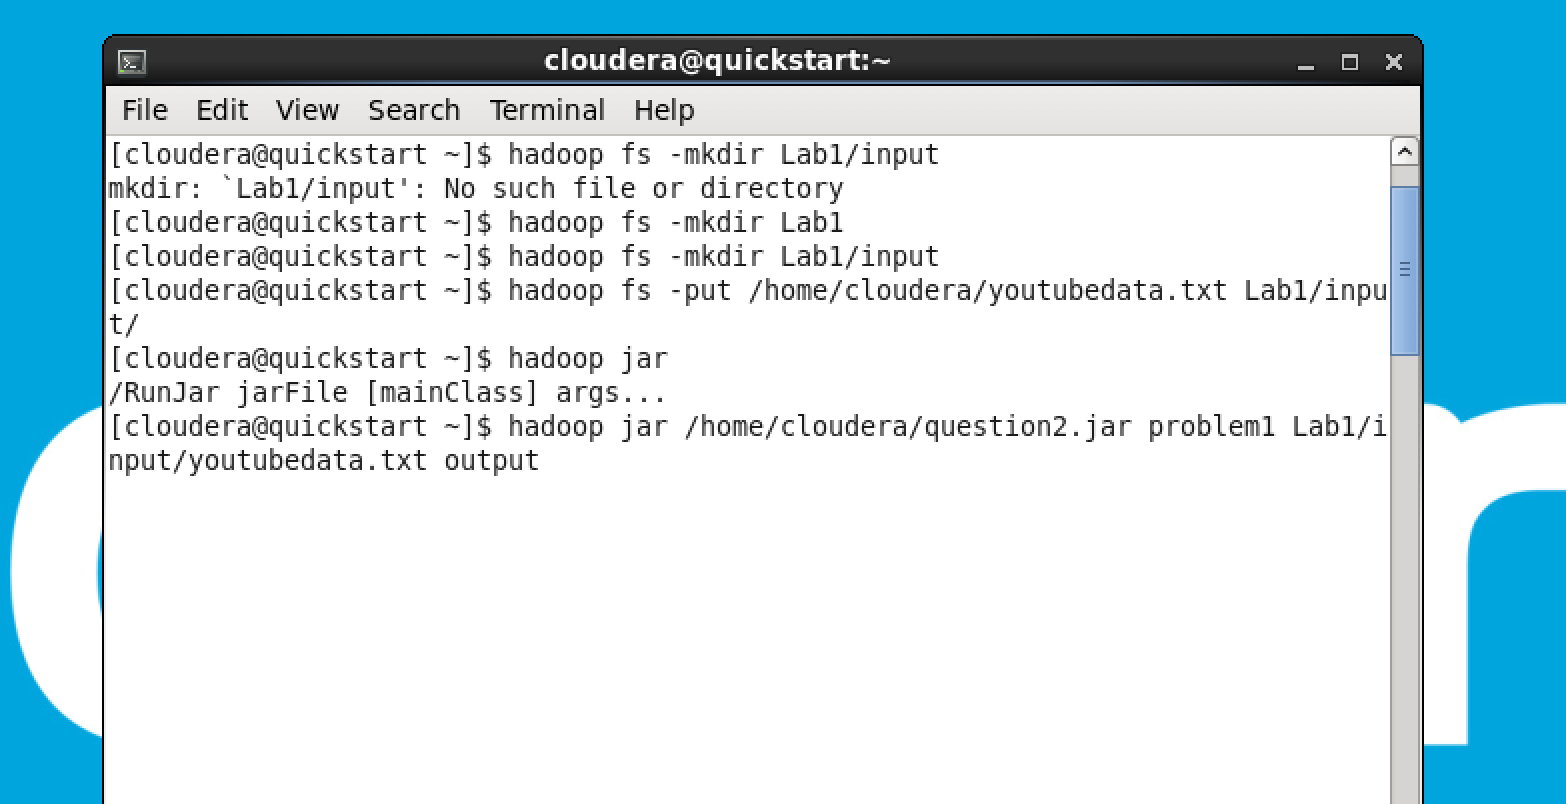 cloudera@quickstart:~
File Edit View Search Terminal Help
[cloudera@quickstart ~]$ hadoop fs -mkdir Lab1/input
mkdir: `Lab1/input': No such file or directory
[cloudera@quickstart ~]$ hadoop fs -mkdir Lab1
[cloudera@quickstart ~]$ hadoop fs -mkdir Lab1/input
[cloudera@quickstart ~]$ hadoop fs -put /home/cloudera/youtubedata.txt Lab1/inpu
t/
[cloudera@quickstart ~]$ hadoop jar
/RunJar jarFile [mainClass] args...
[cloudera@quickstart ~]$ hadoop jar /home/cloudera/question2.jar problem1 Lab1/i
nput/youtubedata.txt output